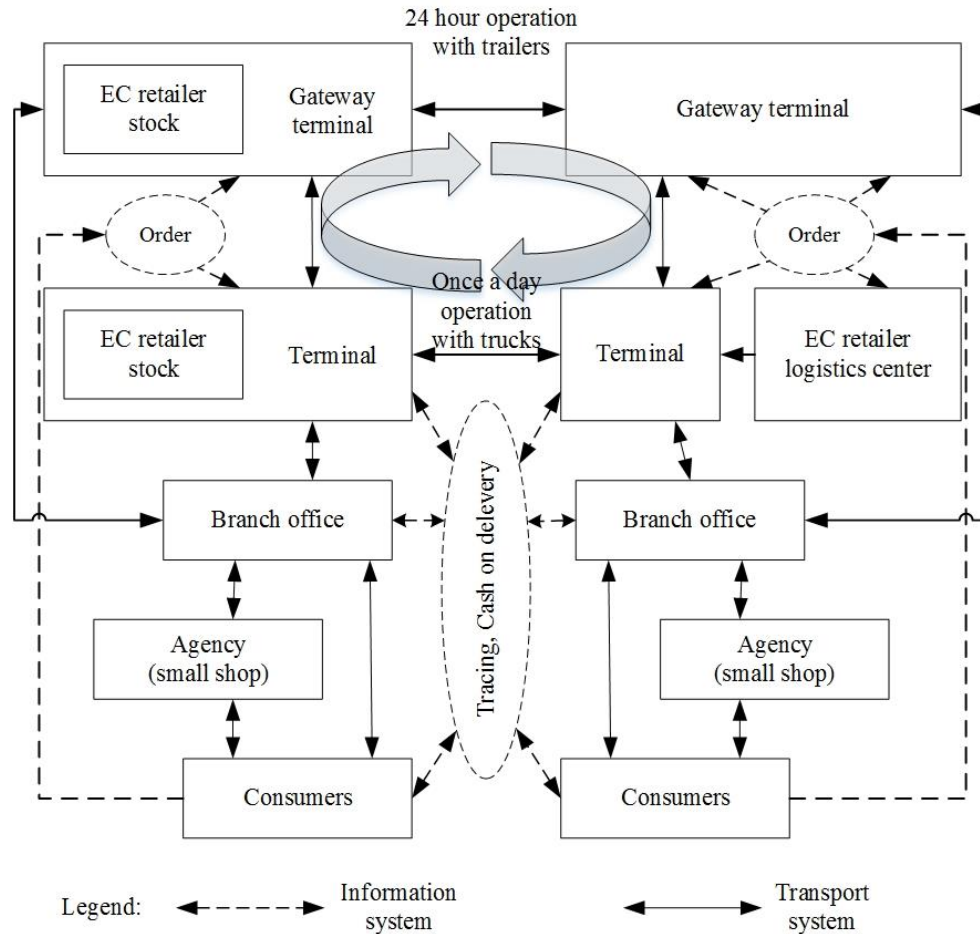 24 hour operation
with trailers
EC retailer
stock
Gateway
terminal
Gateway terminal
Order
Order
Once a day
operation
with trucks
EC retailer
stock
Terminal
Terminal
EC retailer
logistics center
Branch office
Branch office
Tracing, Cash on delevery
Agency
(small shop)
Agency
(small shop)
Consumers
Consumers
Legend:
Information
system
Transport
system